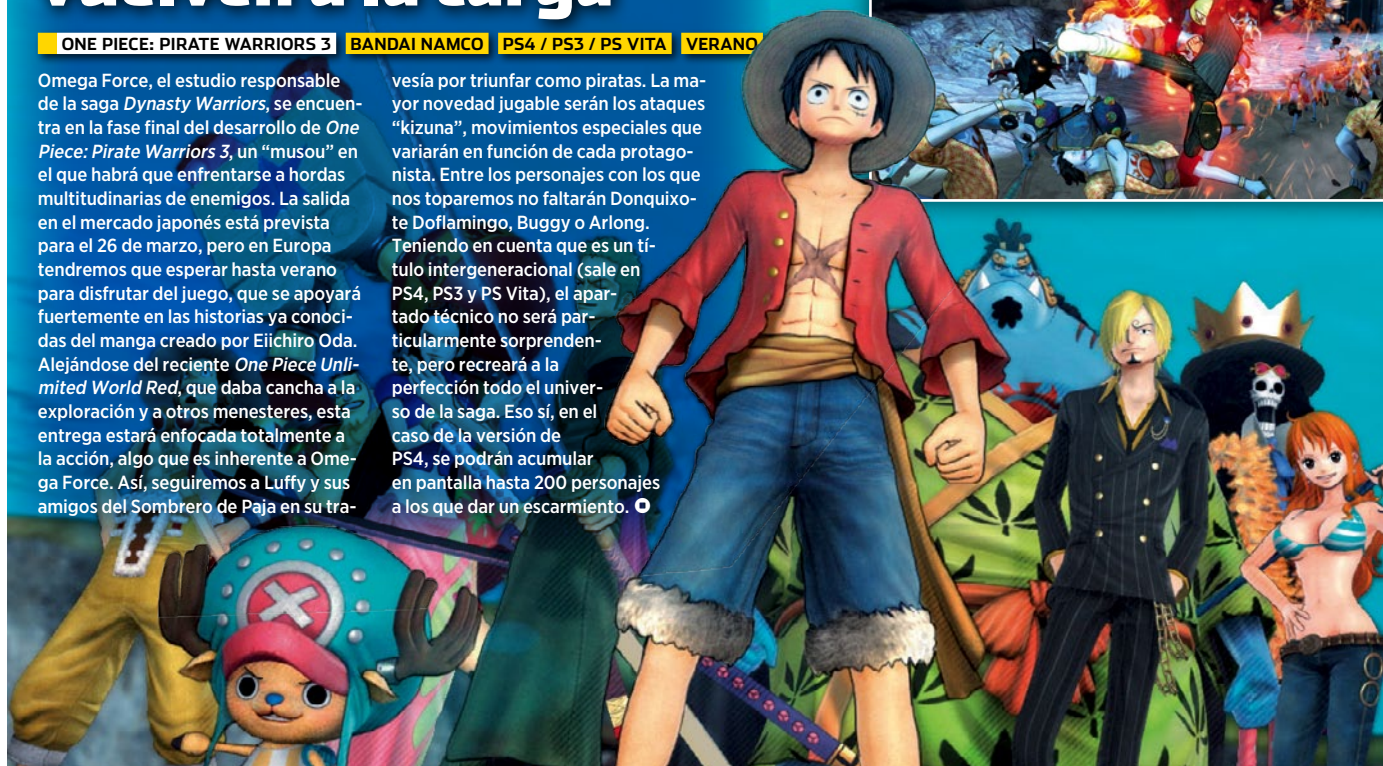 vuelven a la carga
ONE PIECE: PIRATE WARRIORS 3 BANDAI NAMCO PS4 / PS3 / PS VITA VERANO
Omega Force, el estudio responsable
de la saga Dynasty Warriors, se encuen-
tra en la fase final del desarrollo de One
Piece: Pirate Warriors 3, un “musou” en
el que habrá que enfrentarse a hordas
multitudinarias de enemigos. La salida
en el mercado japonés está prevista
para el 26 de marzo, pero en Europa
tendremos que esperar hasta verano
para disfrutar del juego, que se apoyará
fuertemente en las historias ya conoci-
das del manga creado por Eiichiro Oda.
Alejándose del reciente One Piece Unli-
mited World Red, que daba cancha a la
exploración y a otros menesteres, esta
entrega estará enfocada totalmente a
la acción, algo que es inherente a Ome-
ga Force. Así, seguiremos a Luffy y sus
amigos del Sombrero de Paja en su tra-
vesía por triunfar como piratas. La ma-
yor novedad jugable serán los ataques
“kizuna”, movimientos especiales que
variarán en función de cada protago-
nista. Entre los personajes con los que
nos toparemos no faltarán Donquixo-
te Doflamingo, Buggy o Arlong.
Teniendo en cuenta que es un tí-
tulo intergeneracional (sale en
PS4, PS3 y PS Vita), el apar-
tado técnico no será par-
ticularmente sorprenden-
te, pero recreará a la
perfección todo el univer-
so de la saga. Eso sí, en el
caso de la versión de
PS4, se podrán acumular
en pantalla hasta 200 personajes
a los que dar un escarmiento.